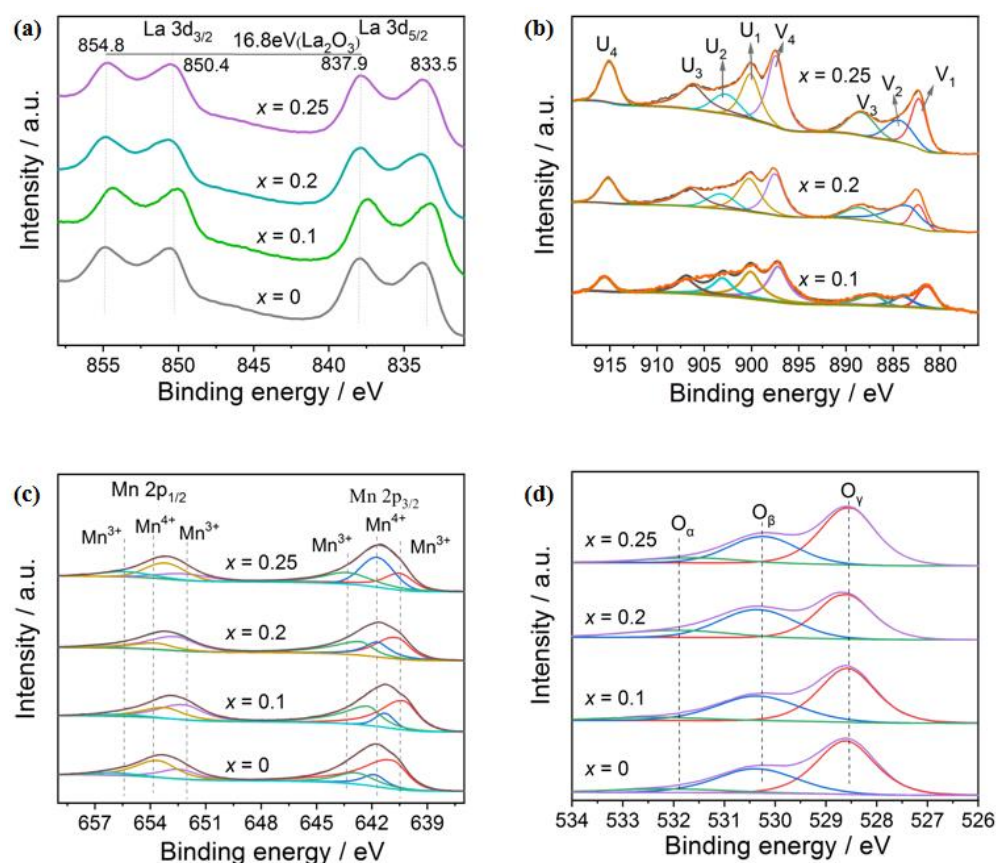 (a)
La 3d3/2
La 3d5/2
854.8
16.8eV(La2O3)
850.4
837.9
833.5
x = 0.25
x = 0.2
x = 0.1
x = 0
Intensity / a.u.
855 850 845 840 835
Binding energy / eV
(b)
U4
U3
U2
U1
V4
x = 0.25
V3
V2
V1
x = 0.2
x = 0.1
Intensity / a.u.
915 910 905 900 895 890 885 880
Binding energy / eV
(c)
Mn 2p1/2
Mn 2p3/2
Mn3+
Mn4+
Mn3+
Mn3+
Mn4+
Mn3+
x = 0.25
x = 0.2
x = 0.1
x = 0
Intensity / a.u.
657 654 651 648 645 642 639
Binding energy / eV
(d)
Oα
Oβ
Oγ
x = 0.25
x = 0.2
x = 0.1
x = 0
Intensity / a.u.
534 533 532 531 530 529 528 527 526
Binding energy / eV